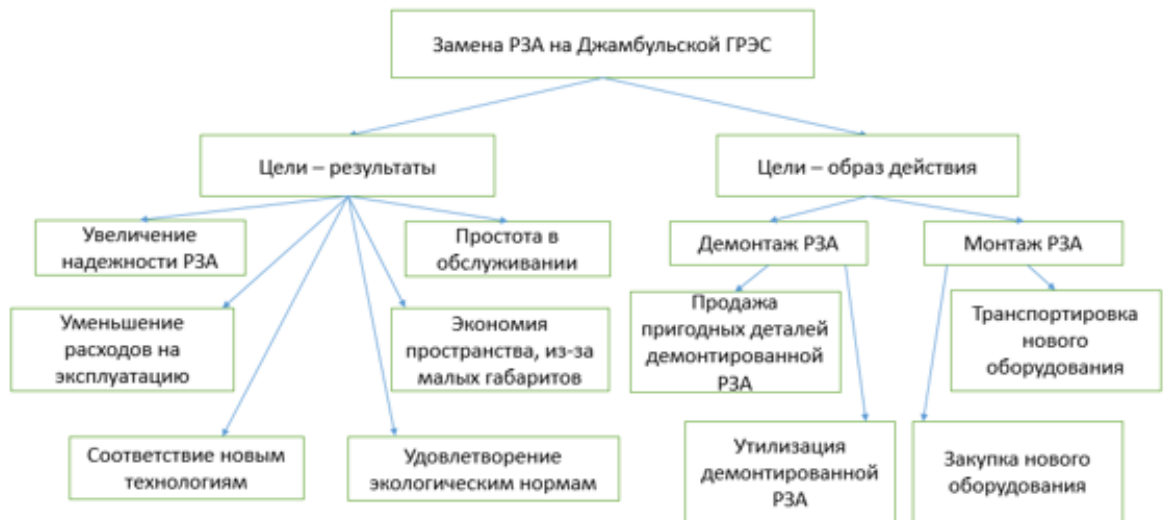 Замена РЗА на Джамбульской ГРЭС
Цели – результаты
Цели – образ действия
Увеличение
надежности РЗА
Простота в
обслуживании
Демонтаж РЗА
Монтаж РЗА
Уменьшение
расходов на
эксплуатацию
Экономия
пространства, из-за
малых габаритов
Продажа
пригодных деталей
демонтированной
РЗА
Транспортировка
нового
оборудования
Соответствие новым
технологиям
Удовлетворение
экологическим нормам
Утилизация
демонтированной
РЗА
Закупка нового
оборудования